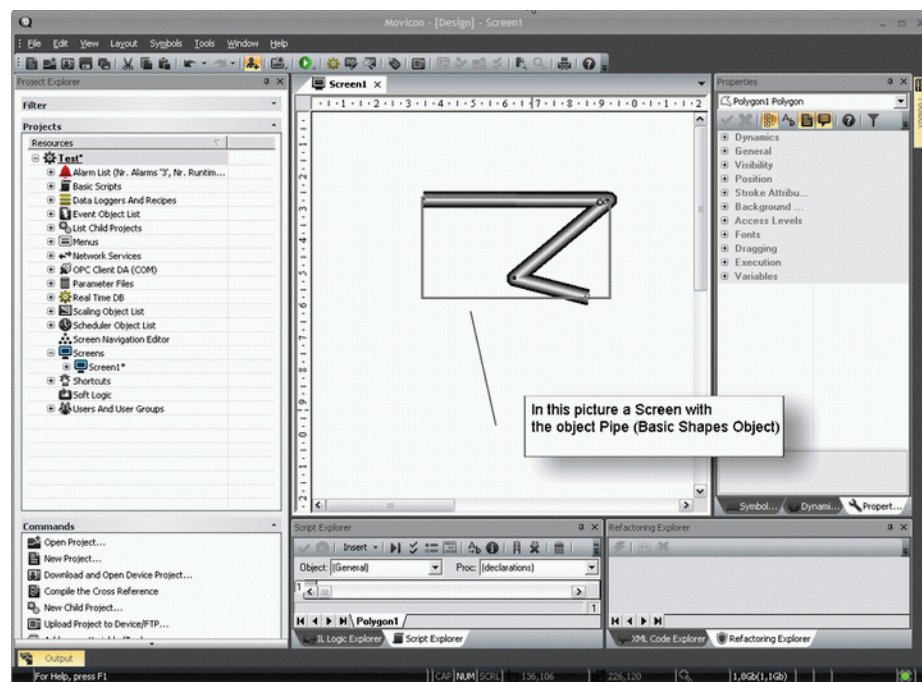 Movicon - [Design] - Screen1
File Edit View Layout Symbols Tools Window Help
Project Explorer
Filter
Projects
Resources
Test*
Alarm List (Nr. Alarms '3', Nr. Runtim...
Basic Scripts
Data Loggers And Recipes
Event Object List
List Child Projects
Menus
Network Services
OPC Client DA (COM)
Parameter Files
Real Time DB
Scaling Object List
Scheduler Object List
Screen Navigation Editor
Screens
Screen1*
Shortcuts
Soft Logic
Users And User Groups
Commands
Open Project...
New Project...
Download and Open Device Project...
Compile the Cross Reference
New Child Project...
Upload Project to Device/FTP...
Screen1
In this picture a Screen with
the object Pipe (Basic Shapes Object)
Properties
Polygon1 Polygon
Dynamics
General
Visibility
Position
Stroke Attribu...
Background ...
Access Levels
Fonts
Dragging
Execution
Variables
Symbol... Dynami... Propert...
Script Explorer
Insert
Object: (General) Proc: (declarations)
1
1
Polygon1
IL Logic Explorer Script Explorer
Refactoring Explorer
XML Code Explorer Refactoring Explorer
Output
For Help, press F1 CAP NUM SCRL 136,106 226,120 1,8Gb(1,1Gb)